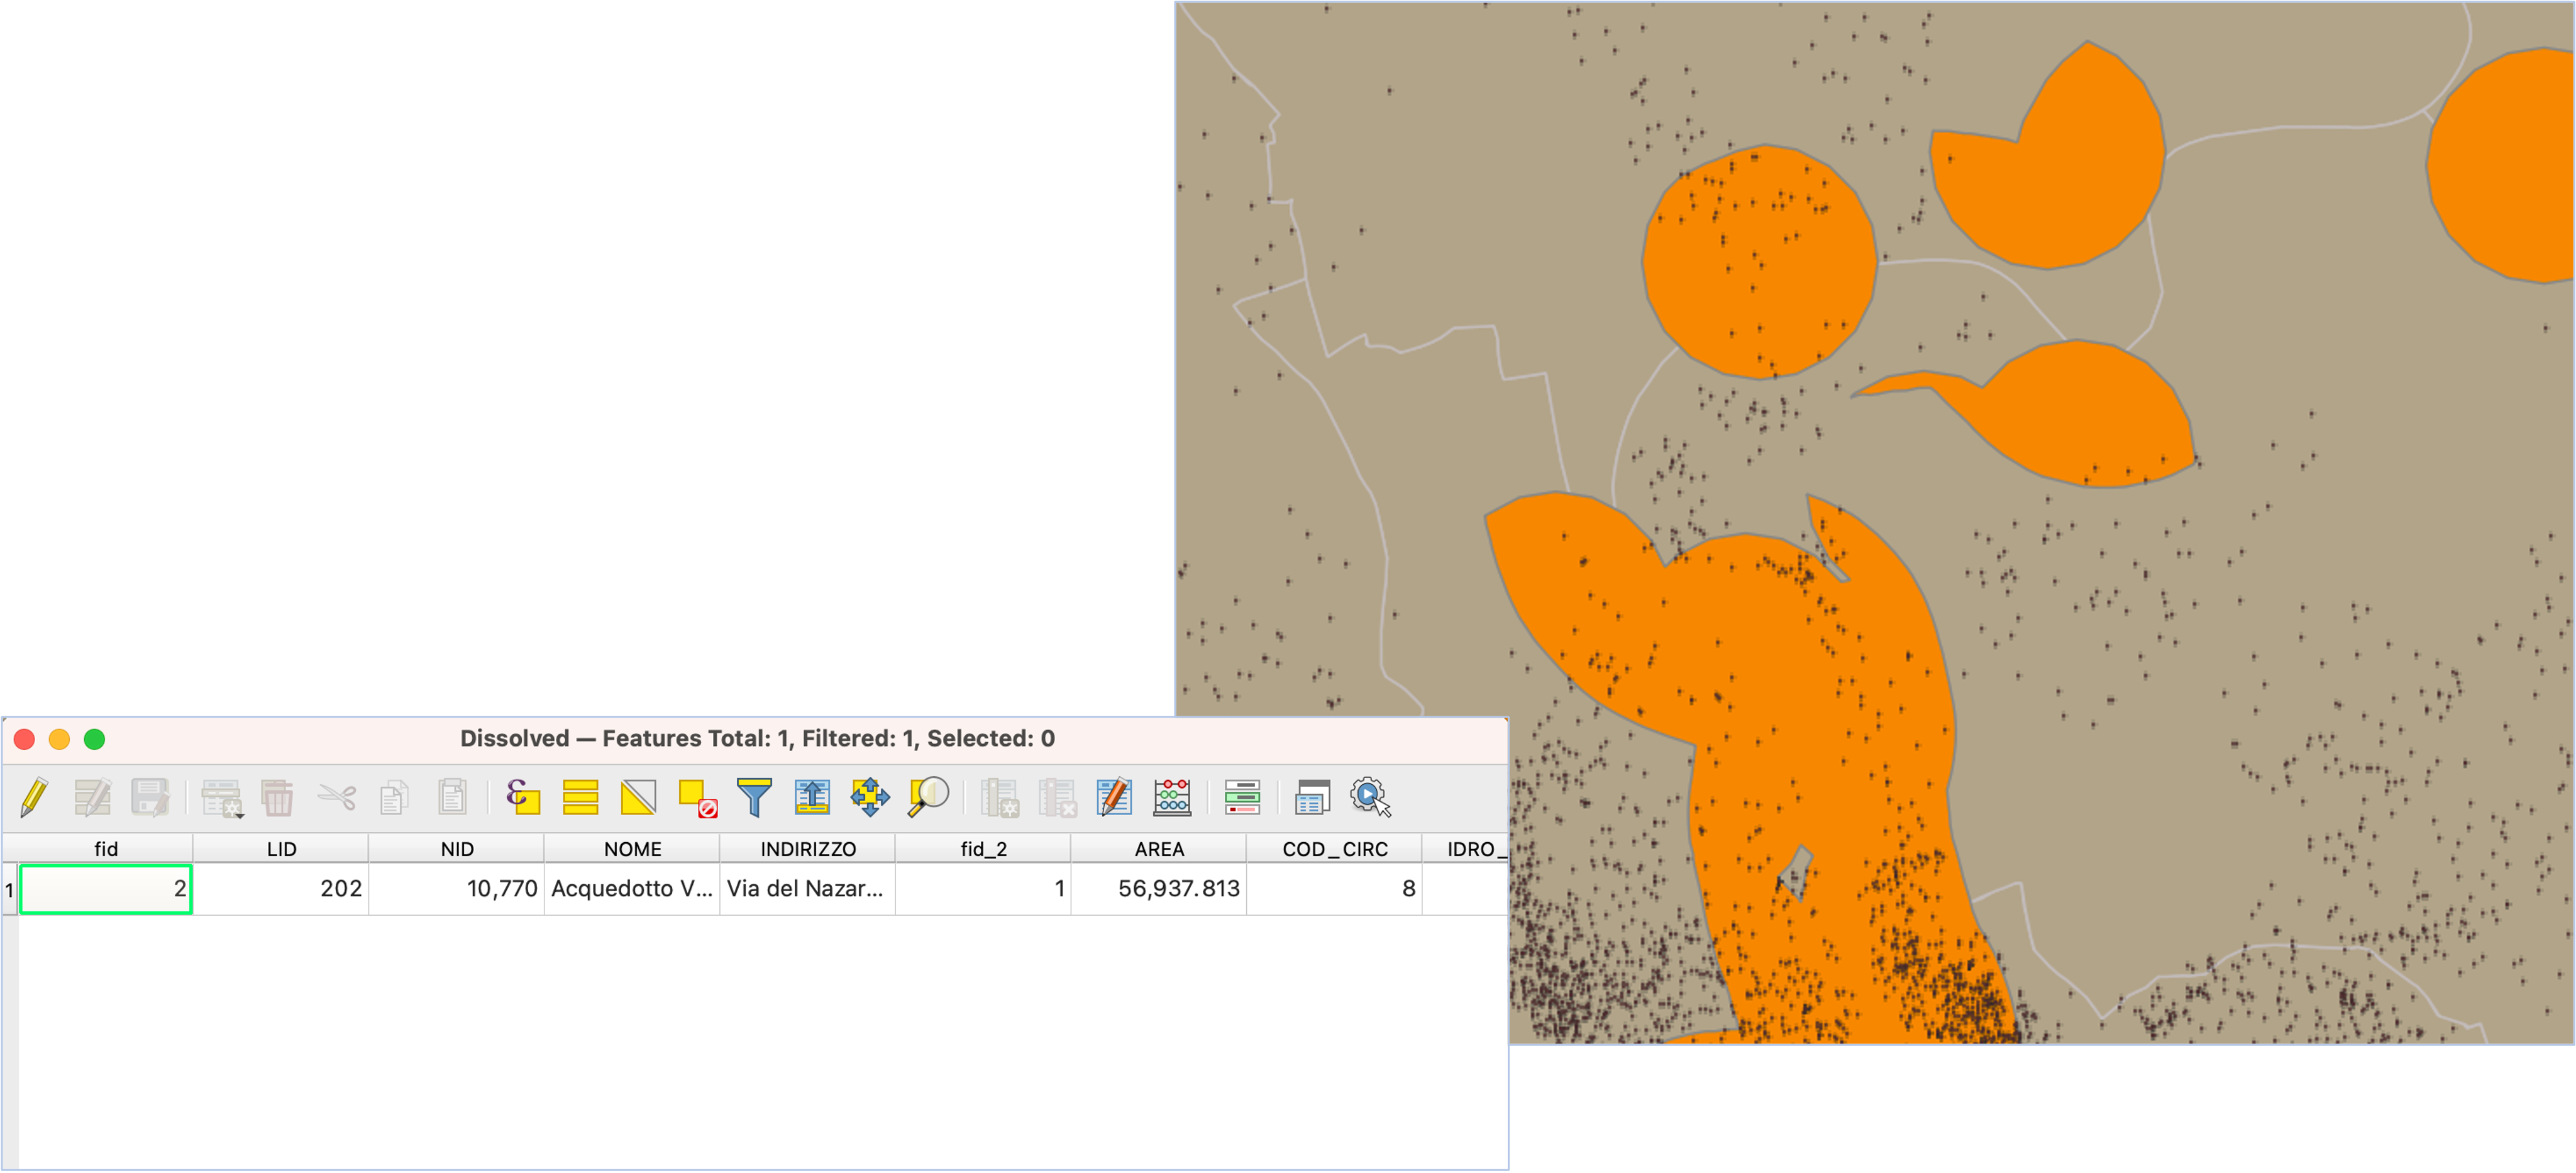 Dissolved — Features Total: 1, Filtered: 1, Selected: 0
fid LID NID NOME INDIRIZZO fid_2 AREA COD_CIRC IDRO_
1 2 202 10,770 Acquedotto V... Via del Nazar... 1 56,937.813 8